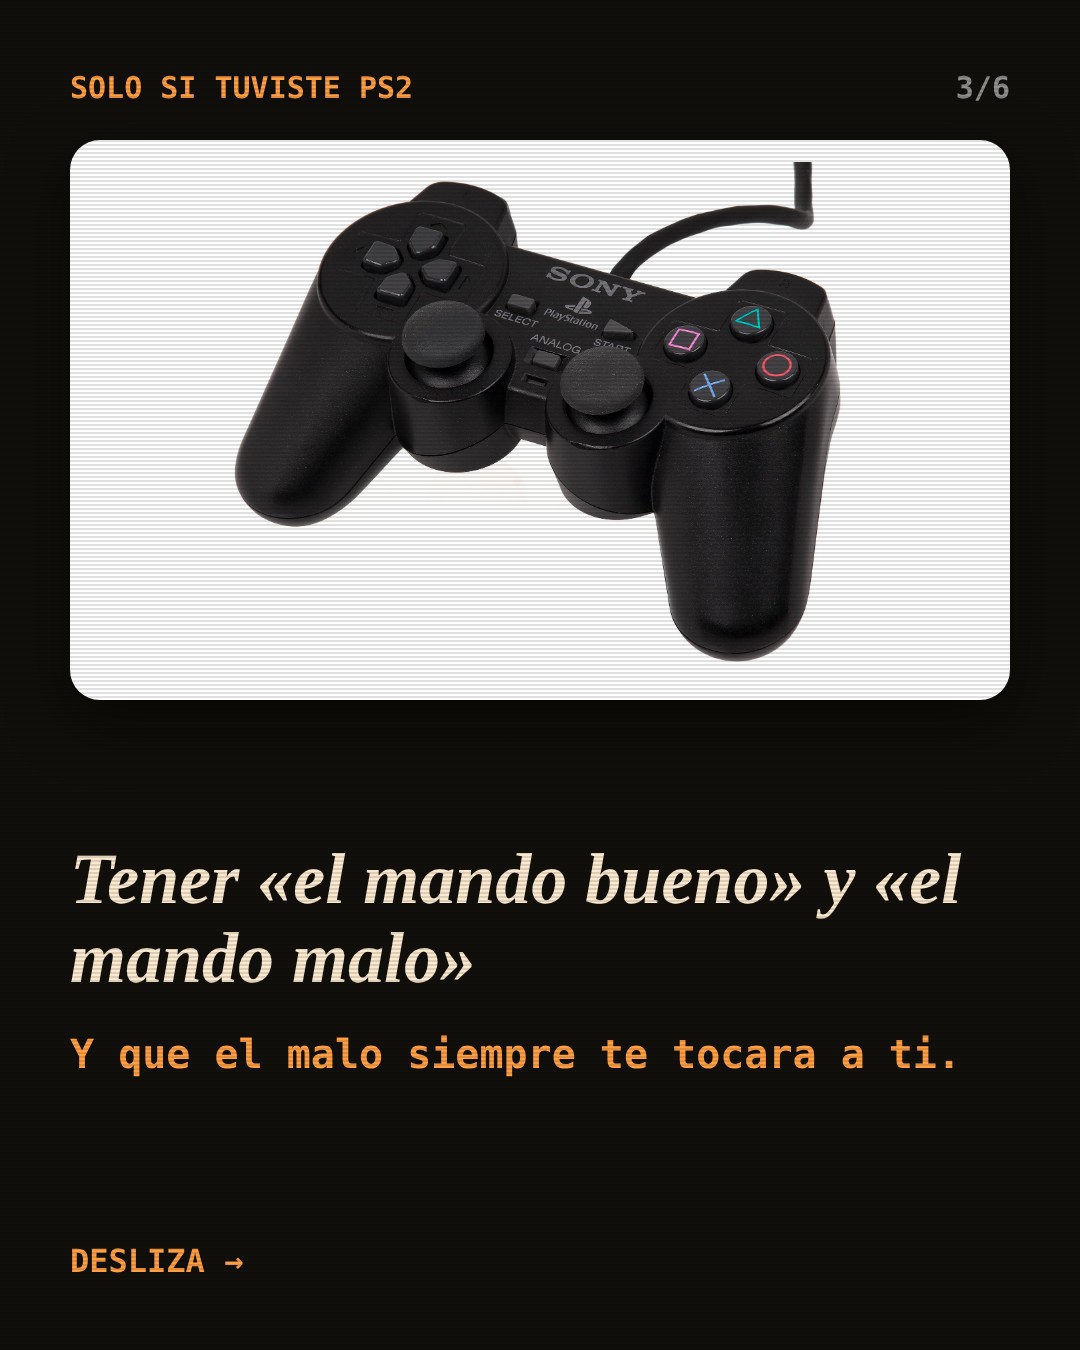 SOLO SI TUVISTE PS2
3/6
SONY
PlayStation
SELECT
START
ANALOG
Tener «el mando bueno» y «el
mando malo»
Y que el malo siempre te tocara a ti.
DESLIZA →